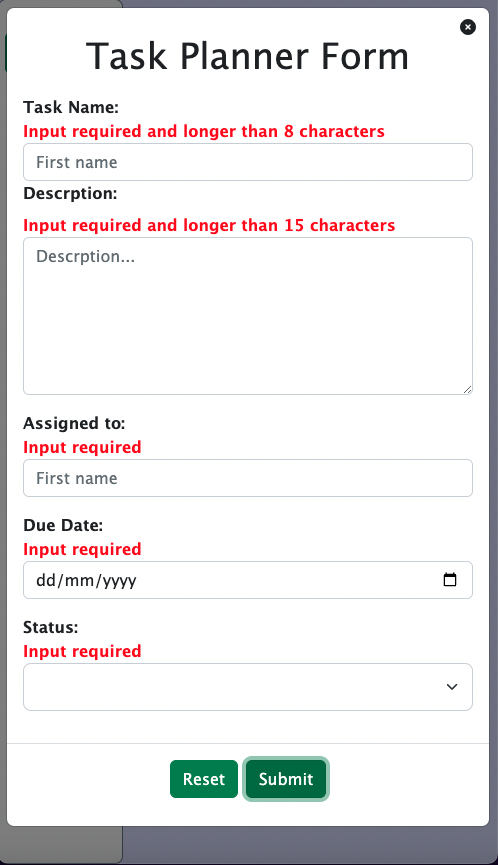 Task Planner Form
Task Name:
Input required and longer than 8 characters
First name
Descrption:
Input required and longer than 15 characters
Descrption...
Assigned to:
Input required
First name
Due Date:
Input required
dd/mm/yyyy
Status:
Input required
Reset Submit